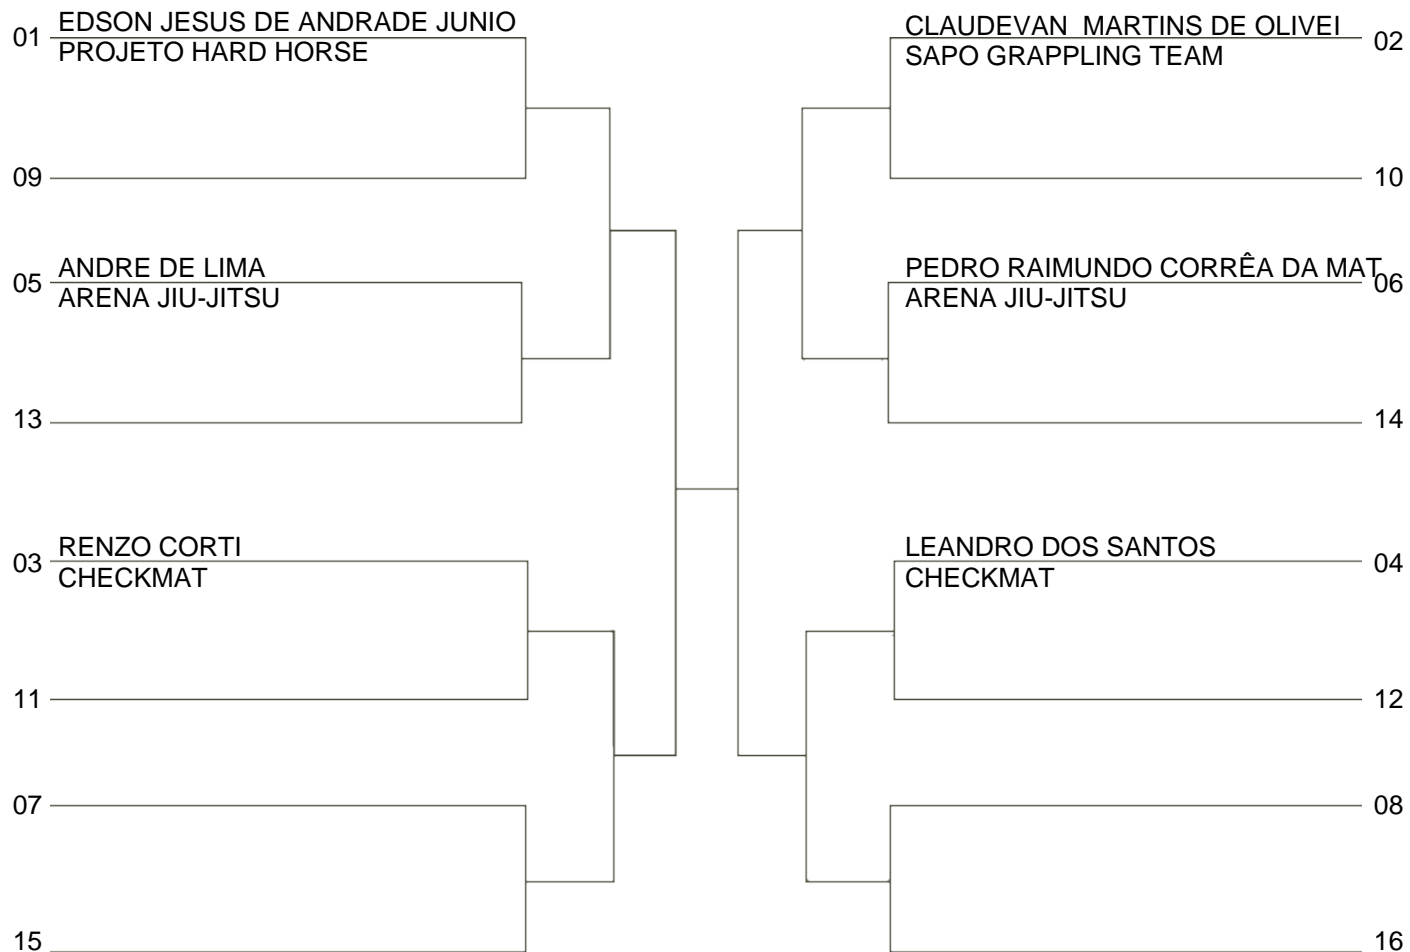 01
EDSON JESUS DE ANDRADE JUNIO
PROJETO HARD HORSE
09
05
ANDRE DE LIMA
ARENA JIU-JITSU
13
03
RENZO CORTI
CHECKMAT
11
07
15
CLAUDEVAN  MARTINS DE OLIVEI
SAPO GRAPPLING TEAM
02
10
PEDRO RAIMUNDO CORRÊA DA MAT
ARENA JIU-JITSU
06
14
LEANDRO DOS SANTOS
CHECKMAT
04
12
08
16